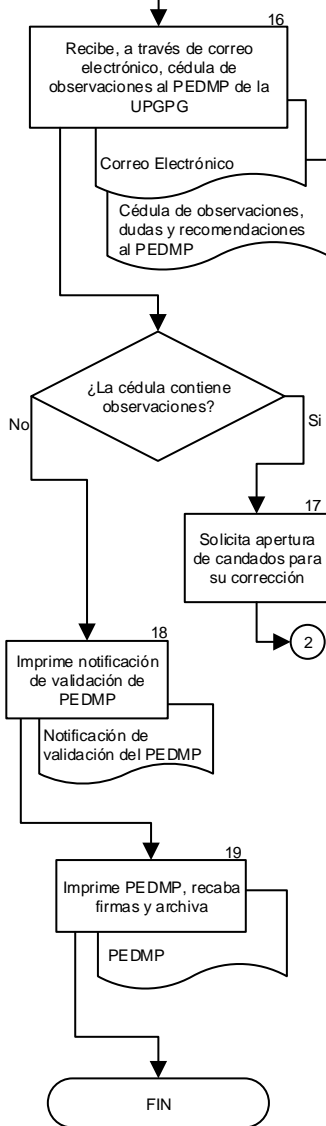 16
Recibe, a través de correo
electrónico, cédula de
observaciones al PEDMP de la
UPGPG
Correo Electrónico
Cédula de observaciones,
dudas y recomendaciones
al PEDMP
¿La cédula contiene
observaciones?
No
Si
17
Solicita apertura
de candados para
su corrección
2
18
Imprime notificación
de validación de
PEDMP
Notificación de
validación del PEDMP
19
Imprime PEDMP, recaba
firmas y archiva
PEDMP
FIN